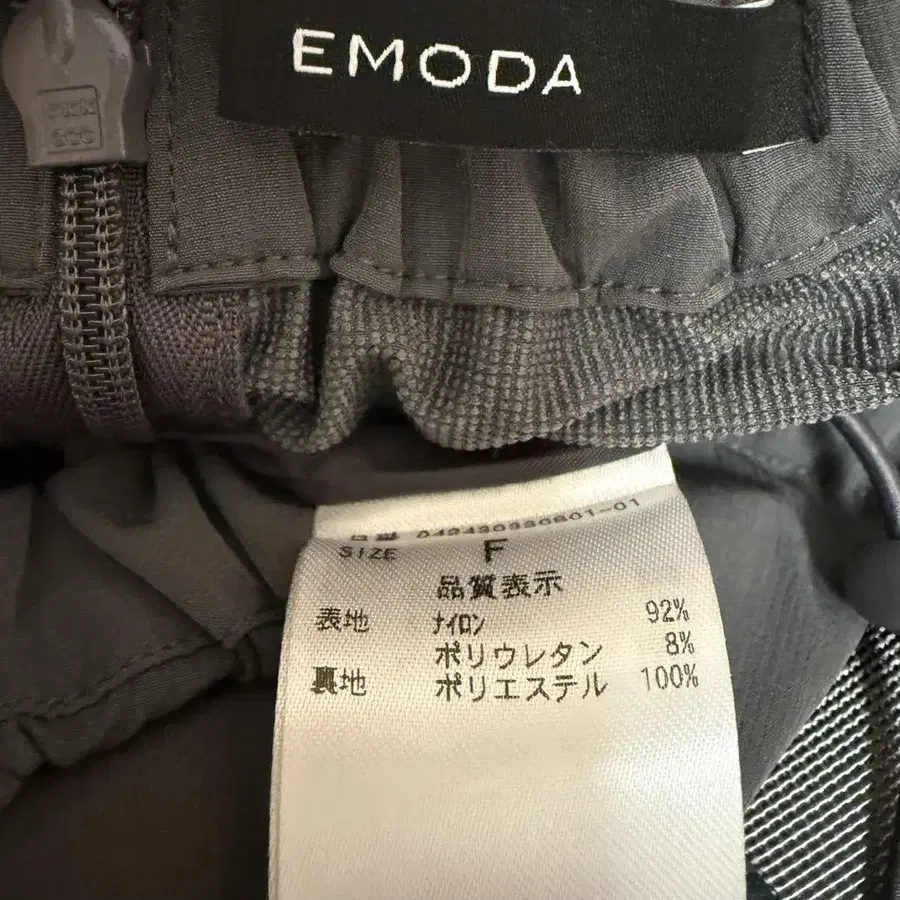 EMODA
SIZE F
品質表示
表地 ナイロン 92%
ポリウレタン 8%
裏地 ポリエステル 100%